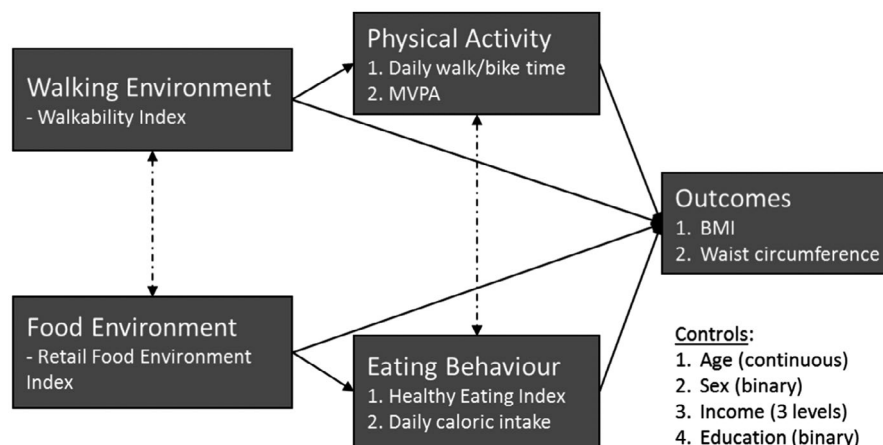 Physical Activity
1. Daily walk/bike time
2. MVPA
Walking Environment
- Walkability Index
Outcomes
1. BMI
2. Waist circumference
Food Environment
- Retail Food Environment
Index
Eating Behaviour
1. Healthy Eating Index
2. Daily caloric intake
Controls:
1. Age (continuous)
2. Sex (binary)
3. Income (3 levels)
4. Education (binary)